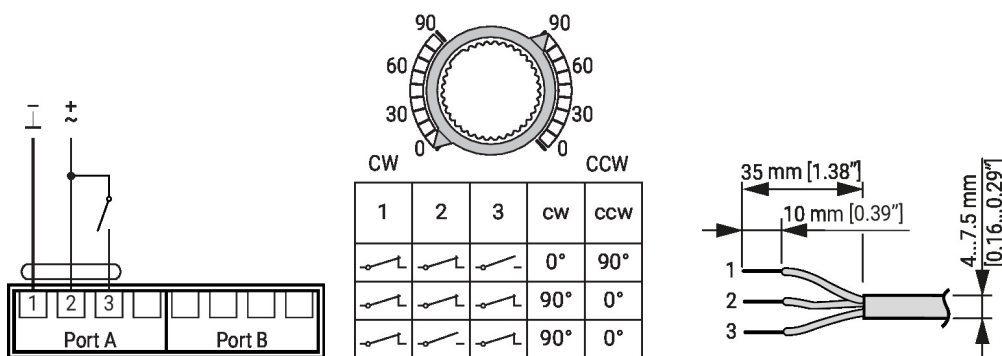 – ⊥
+ ~
1 2 3
Port A Port B
90 90
60 60
30 30
0 0
CW CCW
1 2 3 cw ccw
0° 90°
90° 0°
90° 0°
35 mm [1.38″]
10 mm [0.39″]
4...7.5 mm
[0.16...0.29″]
1
2
3